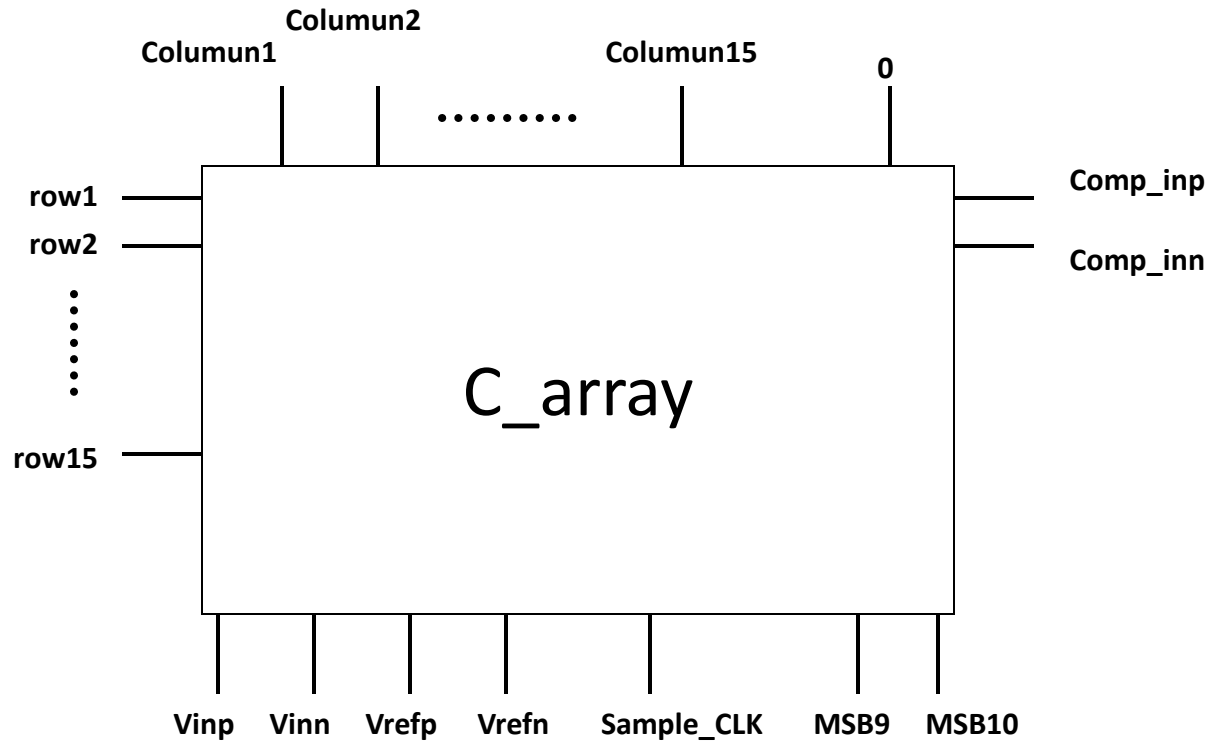 Columun2
Columun1
Columun15
0
row1
row2
row15
C_array
Comp_inp
Comp_inn
Vinp Vinn Vrefp Vrefn Sample_CLK MSB9 MSB10